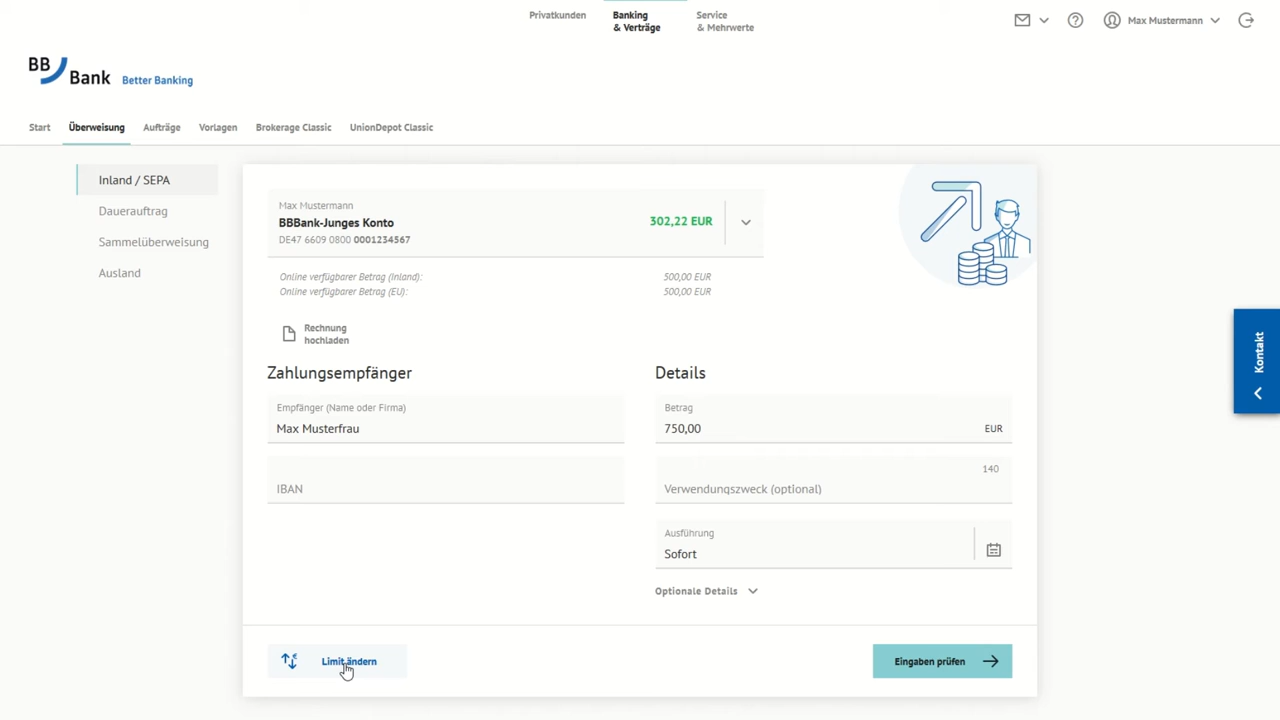 Privatkunden
Banking
& Verträge
Service
& Mehrwerte
Max Mustermann
BB Bank Better Banking
Start Überweisung Aufträge Vorlagen Brokerage Classic UnionDepot Classic
Inland / SEPA
Dauerauftrag
Sammelüberweisung
Ausland
Max Mustermann
BBBank-Junges Konto
DE47 6609 0800 0001234567
302,22 EUR
Online verfügbarer Betrag (Inland): 500,00 EUR
Online verfügbarer Betrag (EU): 500,00 EUR
Rechnung
hochladen
Zahlungsempfänger
Empfänger (Name oder Firma)
Max Musterfrau
IBAN
Details
Betrag
750,00 EUR
140
Verwendungszweck (optional)
Ausführung
Sofort
Optionale Details
Limit ändern
Eingaben prüfen
Kontakt